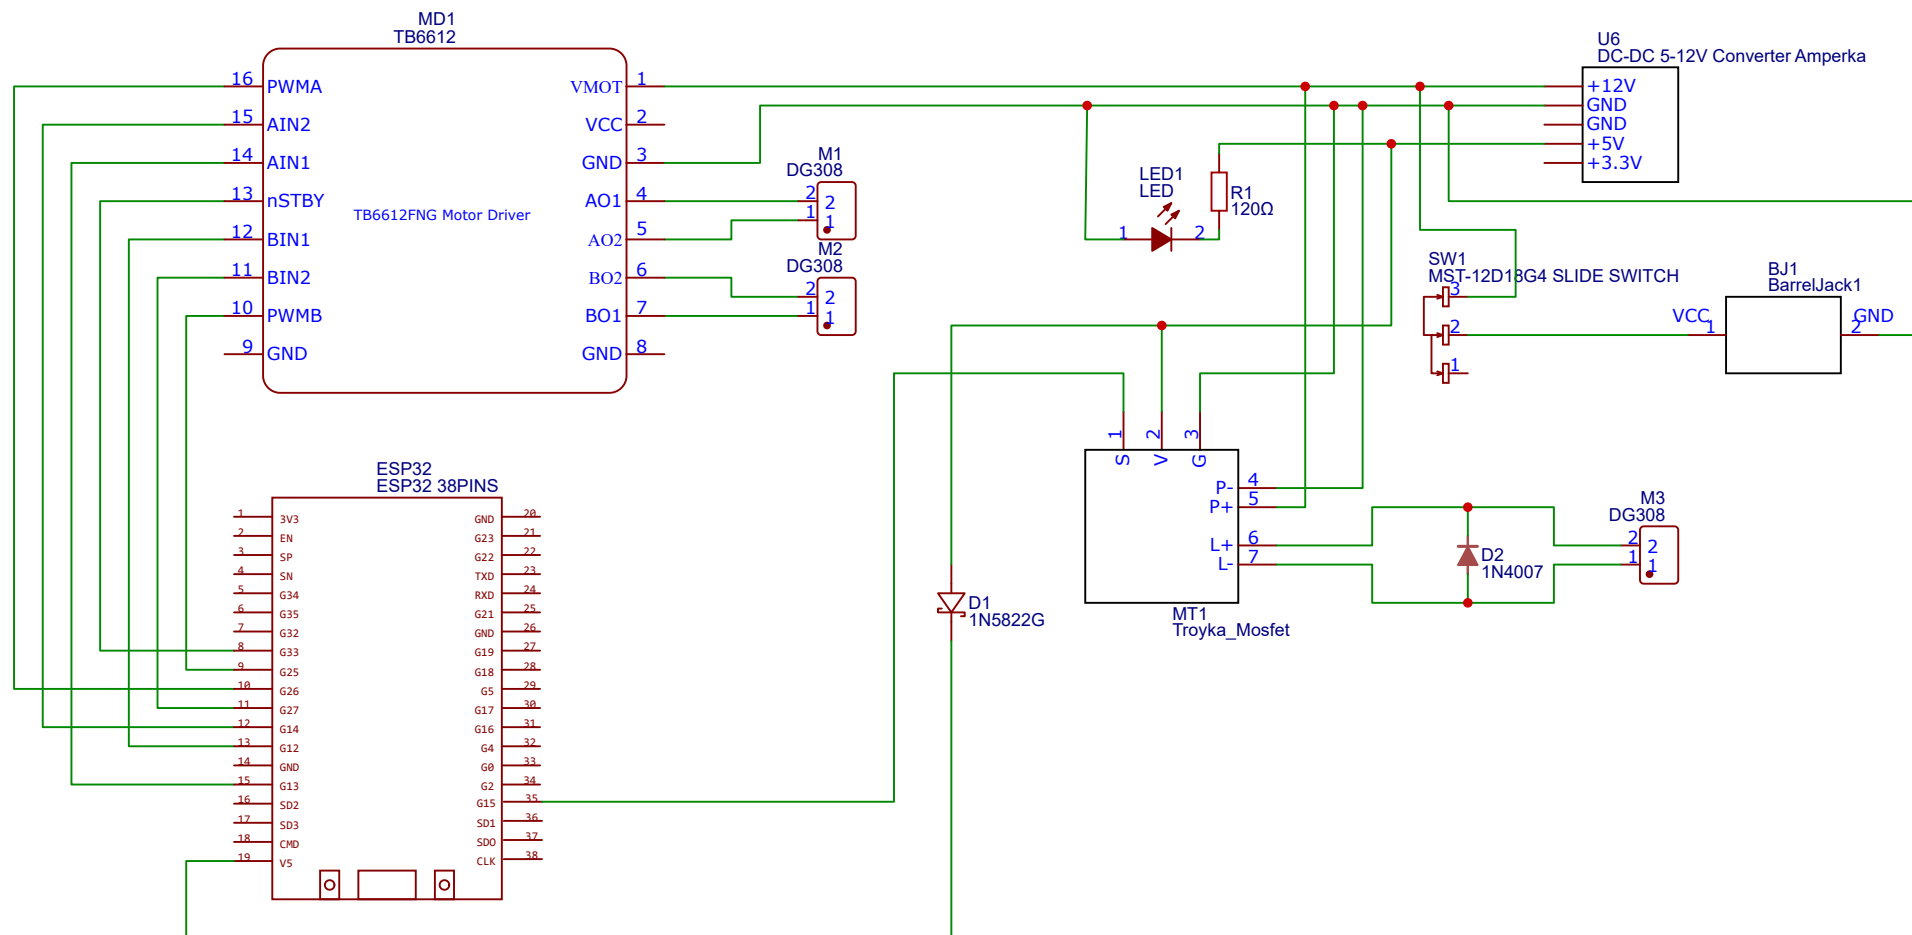 MD1
TB6612
16 PWMA
15 AIN2
14 AIN1
13 nSTBY
12 BIN1
11 BIN2
10 PWMB
9 GND
TB6612FNG Motor Driver
VMOT 1
VCC 2
GND 3
AO1 4
AO2 5
BO2 6
BO1 7
GND 8
M1
DG308
2 2
1 1
M2
DG308
2 2
1 1
LED1
LED
1 2
R1
120Ω
U6
DC-DC 5-12V Converter Amperka
+12V
GND
GND
+5V
+3.3V
SW1
MST-12D18G4 SLIDE SWITCH
3
2
1
BJ1
BarrelJack1
VCC 1
GND 2
ESP32
ESP32 38PINS
1 3V3
2 EN
3 SP
4 SN
5 G34
6 G35
7 G32
8 G33
9 G25
10 G26
11 G27
12 G14
13 G12
14 GND
15 G13
16 SD2
17 SD3
18 CMD
19 V5
GND 20
G23 21
G22 22
TXD 23
RXD 24
G21 25
GND 26
G19 27
G18 28
G5 29
G17 30
G16 31
G4 32
G0 33
G2 34
G15 35
SD1 36
SDO 37
CLK 38
D1
1N5822G
1 2 3
S V G
P- 4
P+ 5
L+ 6
L- 7
MT1
Troyka_Mosfet
D2
1N4007
M3
DG308
2 2
1 1